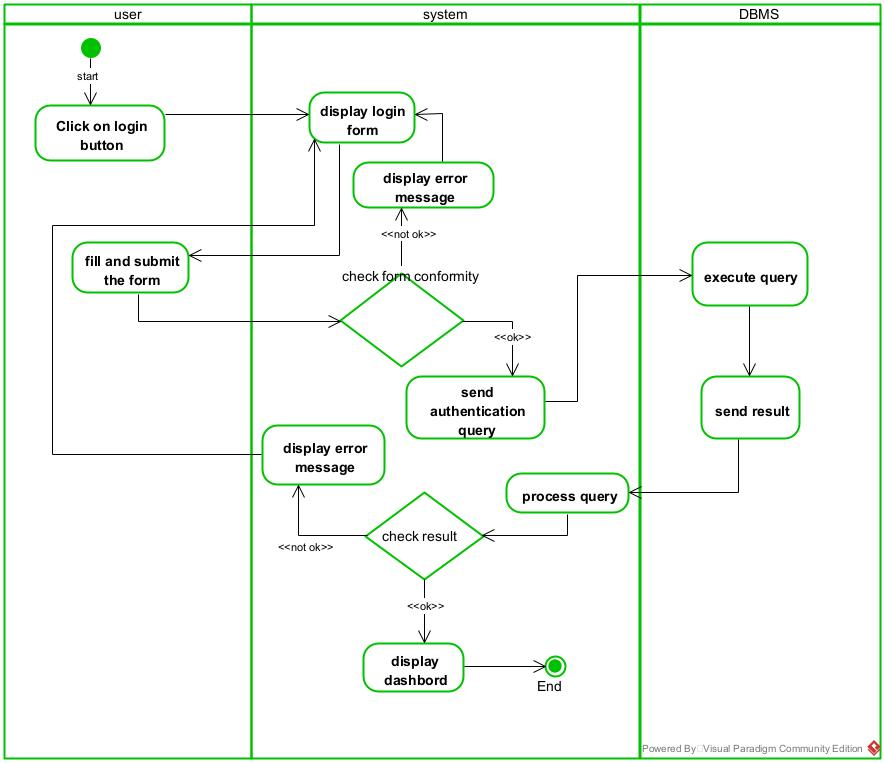 user
system
DBMS
start
Click on login
button
display login
form
display error
message
<<not ok>>
fill and submit
the form
check form conformity
execute query
<<ok>>
send
authentication
query
send result
display error
message
process query
check result
<<not ok>>
<<ok>>
display
dashbord
End
Powered By Visual Paradigm Community Edition